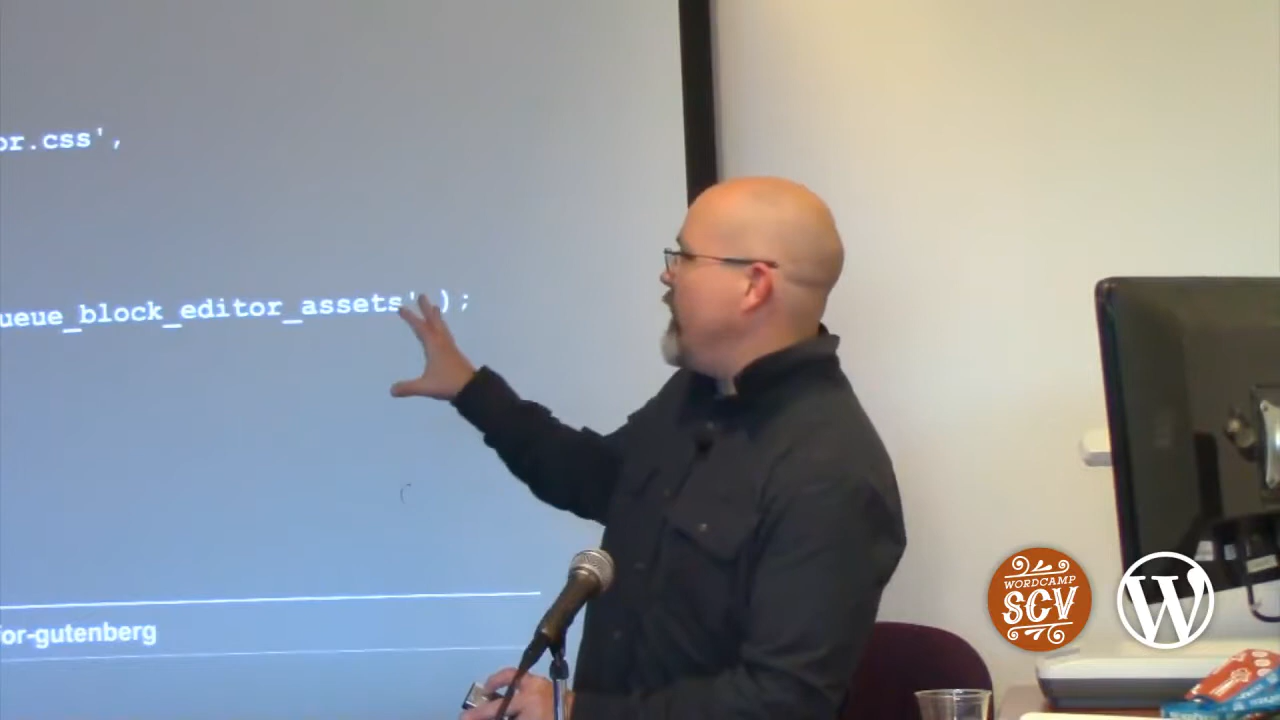 or.css',
ueue_block_editor_assets' );
for-gutenberg
WORDCAMP
SCV
W